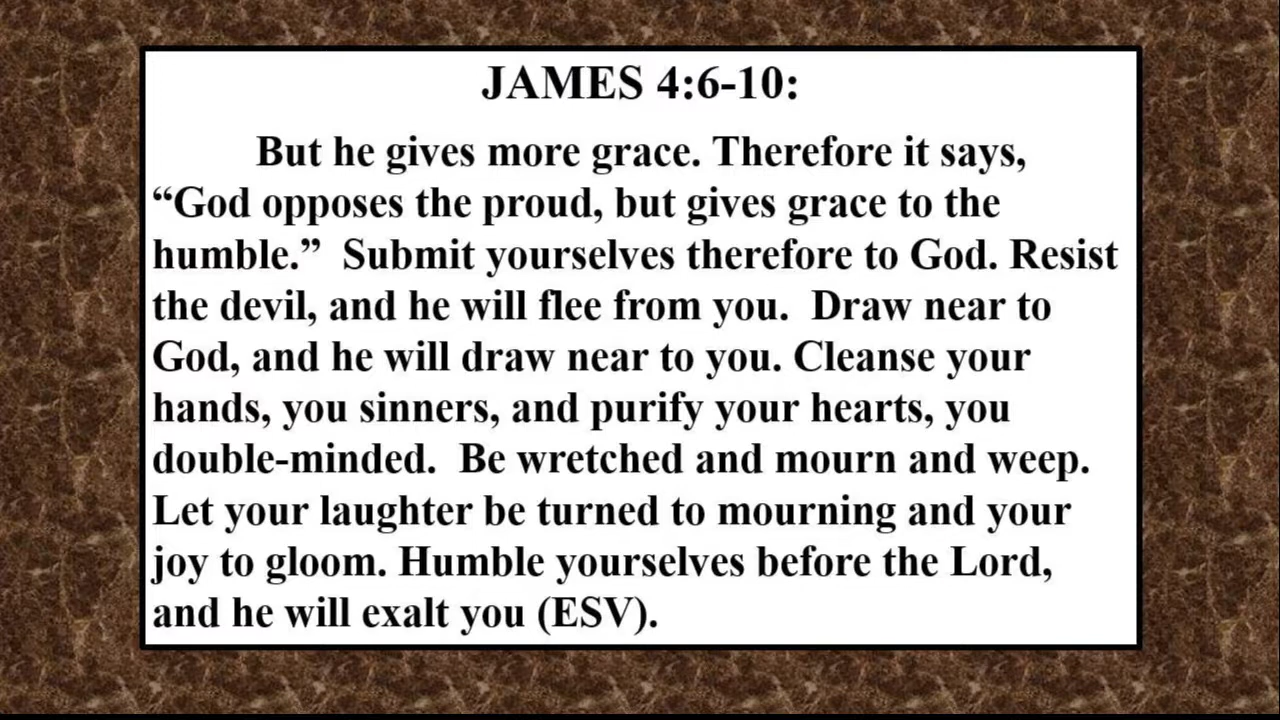 JAMES 4:6-10:
But he gives more grace. Therefore it says,
“God opposes the proud, but gives grace to the
humble.”  Submit yourselves therefore to God. Resist
the devil, and he will flee from you.  Draw near to
God, and he will draw near to you. Cleanse your
hands, you sinners, and purify your hearts, you
double-minded.  Be wretched and mourn and weep.
Let your laughter be turned to mourning and your
joy to gloom. Humble yourselves before the Lord,
and he will exalt you (ESV).